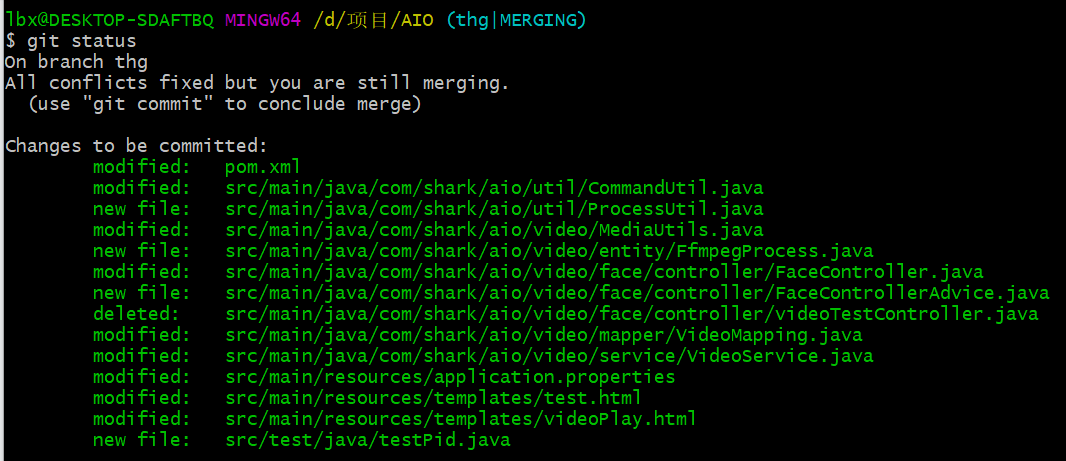 lbx@DESKTOP-SDAFTBQ MINGW64 /d/项目/AIO (thg|MERGING)
$ git status
On branch thg
All conflicts fixed but you are still merging.
  (use "git commit" to conclude merge)

Changes to be committed:
        modified:   pom.xml
        modified:   src/main/java/com/shark/aio/util/CommandUtil.java
        new file:   src/main/java/com/shark/aio/util/ProcessUtil.java
        modified:   src/main/java/com/shark/aio/video/MediaUtils.java
        new file:   src/main/java/com/shark/aio/video/entity/FfmpegProcess.java
        modified:   src/main/java/com/shark/aio/video/face/controller/FaceController.java
        new file:   src/main/java/com/shark/aio/video/face/controller/FaceControllerAdvice.java
        deleted:    src/main/java/com/shark/aio/video/face/controller/videoTestController.java
        modified:   src/main/java/com/shark/aio/video/mapper/VideoMapping.java
        modified:   src/main/java/com/shark/aio/video/service/VideoService.java
        modified:   src/main/resources/application.properties
        modified:   src/main/resources/templates/test.html
        modified:   src/main/resources/templates/videoPlay.html
        new file:   src/test/java/testPid.java